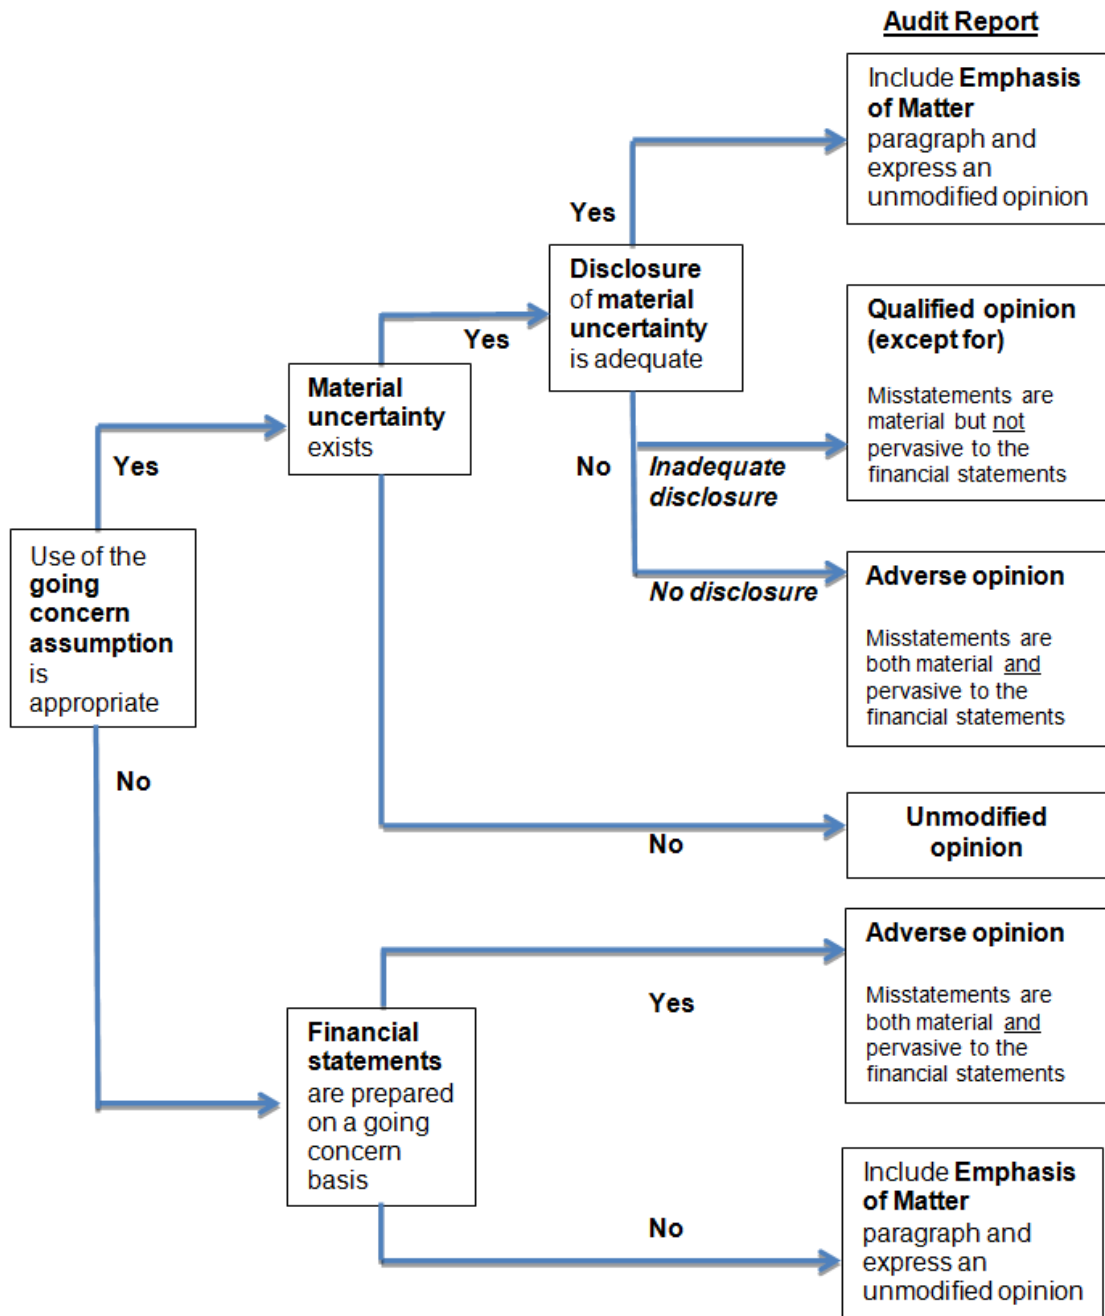 Audit Report
Include Emphasis
of Matter
paragraph and
express an
unmodified opinion
Yes
Disclosure
of material
uncertainty
is adequate
Qualified opinion
(except for)
Misstatements are
material but not
pervasive to the
financial statements
Yes
Material
uncertainty
exists
Yes
No
Inadequate
disclosure
Use of the
going
concern
assumption
is
appropriate
No disclosure
Adverse opinion
Misstatements are
both material and
pervasive to the
financial statements
No
No
Unmodified
opinion
Adverse opinion
Misstatements are
both material and
pervasive to the
financial statements
Yes
Financial
statements
are prepared
on a going
concern
basis
No
Include Emphasis
of Matter
paragraph and
express an
unmodified opinion